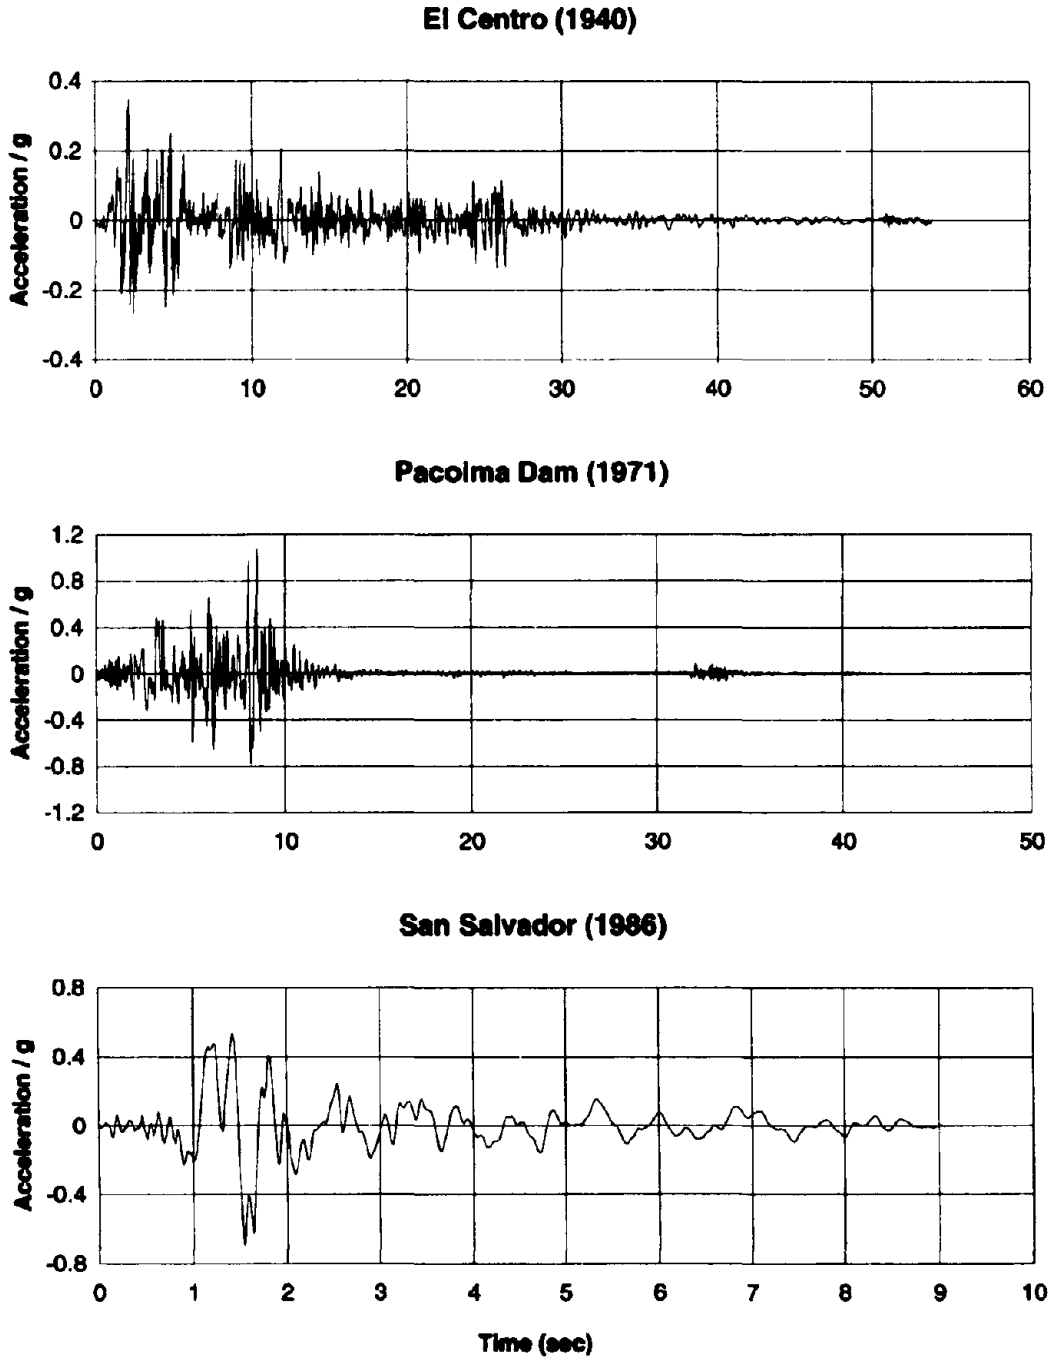 El Centro (1940)
0.4
0.2
0
-0.2
-0.4
Acceleration / g
0 10 20 30 40 50 60
Pacoima Dam (1971)
1.2
0.8
0.4
0
-0.4
-0.8
-1.2
Acceleration / g
0 10 20 30 40 50
San Salvador (1986)
0.8
0.4
0
-0.4
-0.8
Acceleration / g
0 1 2 3 4 5 6 7 8 9 10
Time (sec)